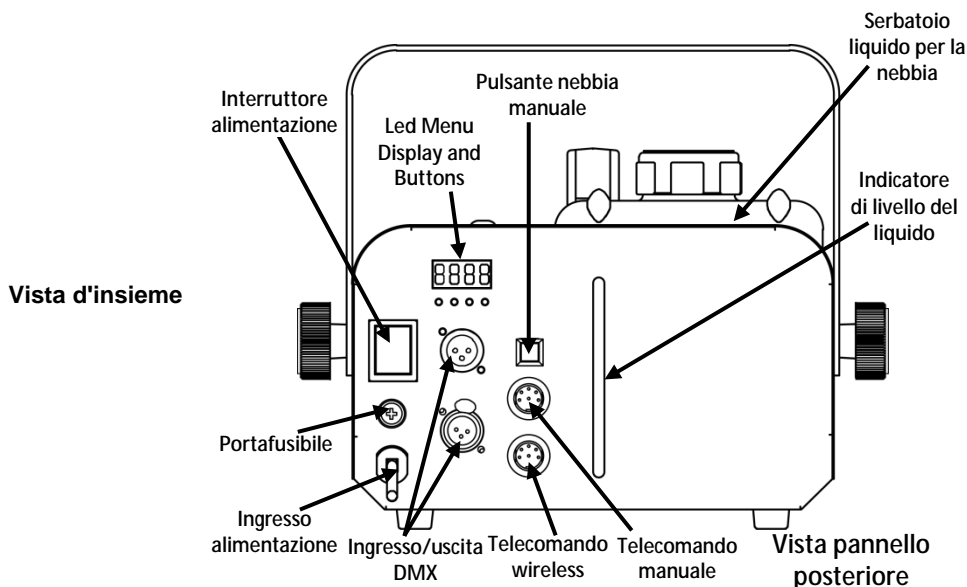 Serbatoio
liquido per la
nebbia
Pulsante nebbia
manuale
Interruttore
alimentazione
Led Menu
Display and
Buttons
Indicatore
di livello del
liquido
Vista d'insieme
Portafusibile
Ingresso
alimentazione
Ingresso/uscita
DMX
Telecomando
wireless
Telecomando
manuale
Vista pannello
posteriore